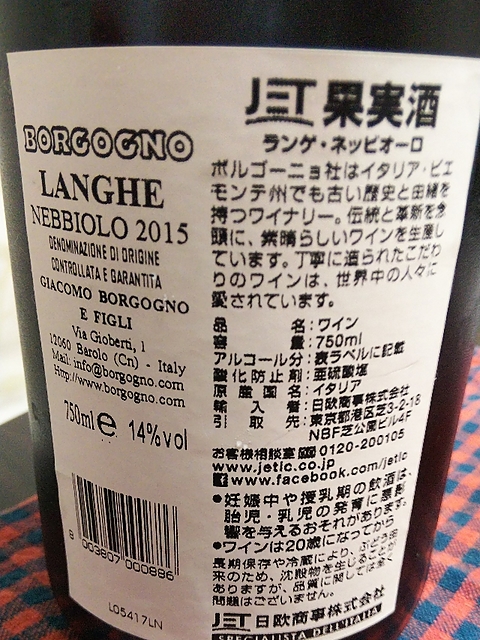 BORGOGNO
LANGHE
NEBBIOLO 2015
DENOMINAZIONE DI ORIGINE
CONTROLLATA E GARANTITA
GIACOMO BORGOGNO
E FIGLI
Via Gioberti, 1
12060 Barolo (Cn) - Italy
Mail: info@borgogno.com
Http://www.borgogno.com
750ml e 14%vol
8 003807 000886
L05417LN
JET 果実酒
ランゲ・ネッビオーロ
ボルゴーニョ社はイタリア・ピエ
モンテ州でも古い歴史と由緒を
持つワイナリー。伝統と革新を念
頭に、素晴らしいワインを生産し
ています。丁寧に造られたこだわ
りのワインは、世界中の人々に
愛されています。
品名：ワイン
容量：750ml
アルコール分：表ラベルに記載
酸化防止剤：亜硫酸塩
原産国名：イタリア
輸入者：日欧商事株式会社
引取先：東京都港区芝3-2-18
NBF芝公園ビル4F
お客様相談室 0120-200105
www.jetlc.co.jp
www.facebook.com/jetlc
●妊娠中や授乳期の飲酒は、
胎児・乳児の発育に悪影
響を与えるおそれがあります。
●ワインは20歳になってから
長期保存や冷蔵により、ぶどう由
来のため、沈殿物を生じることが
ありますが、品質に関しては全く
問題はございません。
JET 日欧商事株式会社
SPECIALISTA DELL'ITALIA